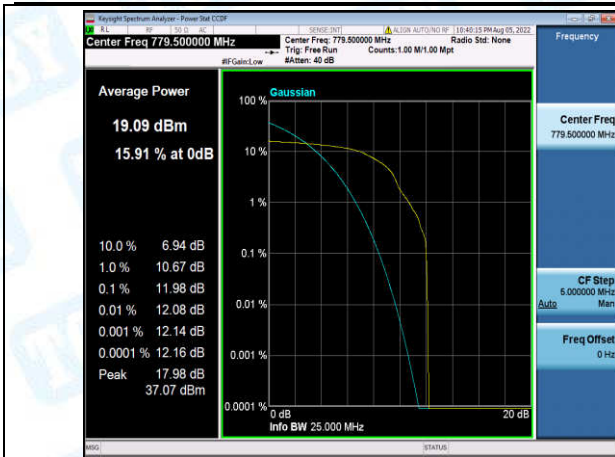 Keysight Spectrum Analyzer - Power Stat CCDF
RL RF 50 Ω AC SENSE:INT ALIGN AUTO/NO RF 10:40:15 PM Aug 05, 2022
Center Freq 779.500000 MHz
Center Freq: 779.500000 MHz Radio Std: None
Trig: Free Run Counts:1.00 M/1.00 Mpt
#IFGain:Low #Atten: 40 dB
Frequency
Center Freq
779.500000 MHz
CF Step
5.000000 MHz
Auto Man
Freq Offset
0 Hz
Average Power
19.09 dBm
15.91 % at 0dB
10.0 % 6.94 dB
1.0 % 10.67 dB
0.1 % 11.98 dB
0.01 % 12.08 dB
0.001 % 12.14 dB
0.0001 % 12.16 dB
Peak 17.98 dB
37.07 dBm
Gaussian
100 %
10 %
1 %
0.1 %
0.01 %
0.001 %
0.0001 %
0 dB 20 dB
Info BW 25.000 MHz
MSG STATUS